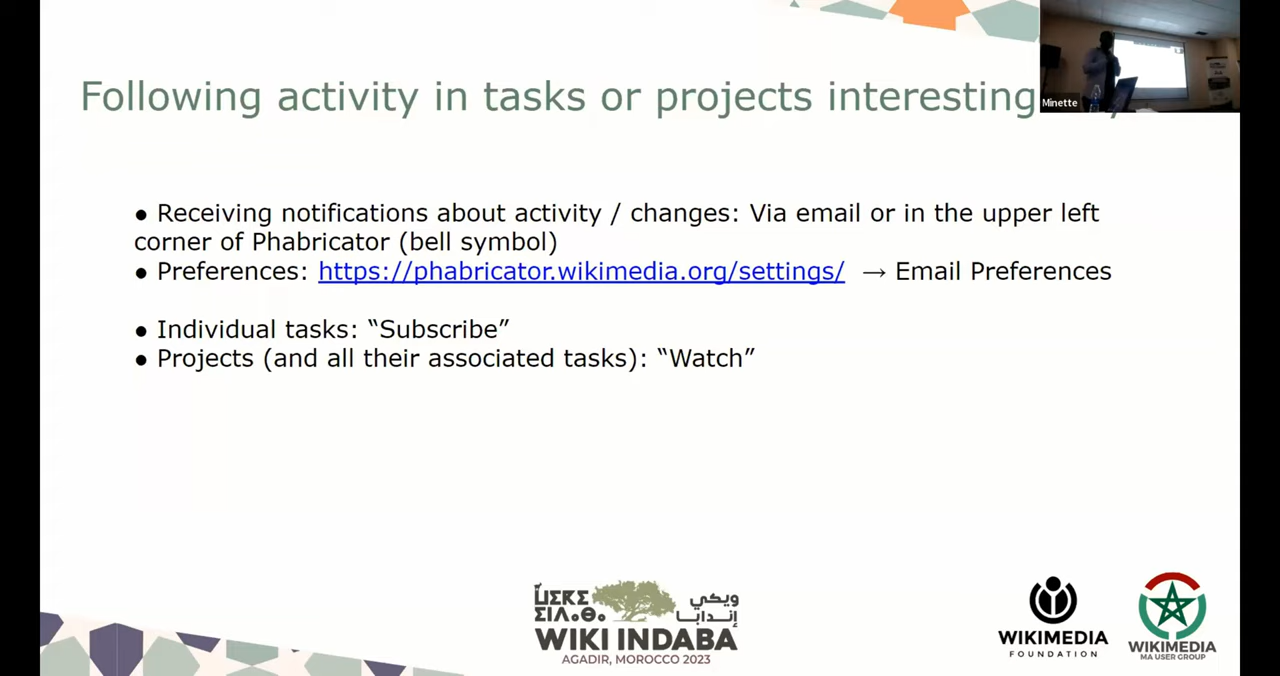 Following activity in tasks or projects interesting
Minette
● Receiving notifications about activity / changes: Via email or in the upper left
corner of Phabricator (bell symbol)
● Preferences: https://phabricator.wikimedia.org/settings/ → Email Preferences
● Individual tasks: “Subscribe”
● Projects (and all their associated tasks): “Watch”
ويكي
إندابا
WIKI INDABA
AGADIR, MOROCCO 2023
WIKIMEDIA
FOUNDATION
WIKIMEDIA
MA USER GROUP